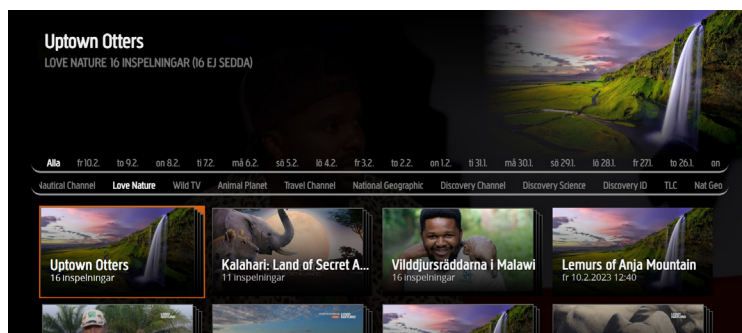 Uptown Otters
LOVE NATURE 16 INSPELNINGAR (16 EJ SEDDA)
Alla fr 10.2. to 9.2. on 8.2. ti 7.2. må 6.2. sö 5.2. lö 4.2. fr 3.2. to 2.2. on 1.2. ti 31.1. må 30.1. sö 29.1. lö 28.1. fr 27.1. to 26.1. on
Channel Love Nature Wild TV Animal Planet Travel Channel National Geographic Discovery Channel Discovery Science Discovery ID TLC Nat Geo
Uptown Otters
16 inspelningar
Kalahari: Land of Secret A...
11 inspelningar
Vilddjursräddarna i Malawi
16 inspelningar
Lemurs of Anja Mountain
fr 10.2.2023 12:40